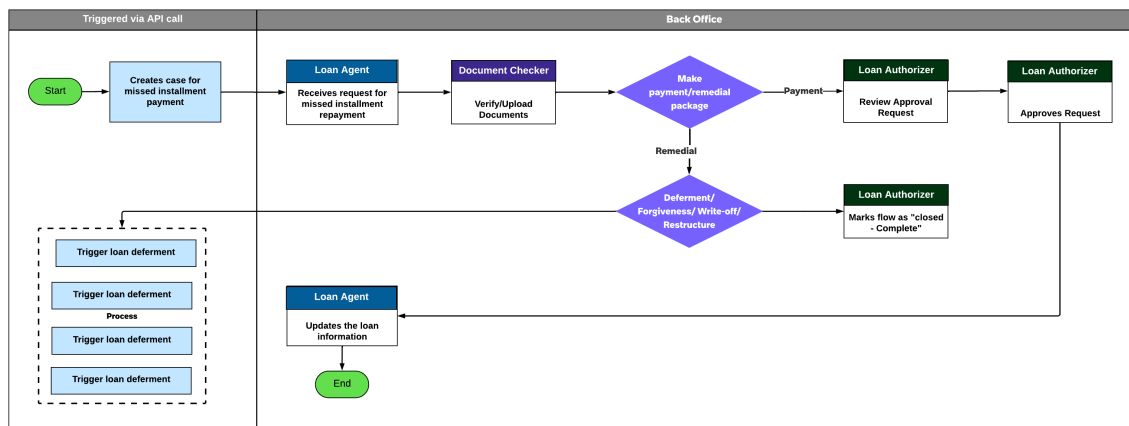 Triggered via API call
Back Office
Start
Creates case for
missed installment
payment
Loan Agent
Receives request for
missed installment
repayment
Document Checker
Verify/Upload
Documents
Make
payment/remedial
package
Payment
Loan Authorizer
Review Approval
Request
Loan Authorizer
Approves Request
Remedial
Deferment/
Forgiveness/ Write-off/
Restructure
Loan Authorizer
Marks flow as "closed
- Complete"
Trigger loan deferment
Trigger loan deferment
Process
Trigger loan deferment
Trigger loan deferment
Loan Agent
Updates the loan
information
End